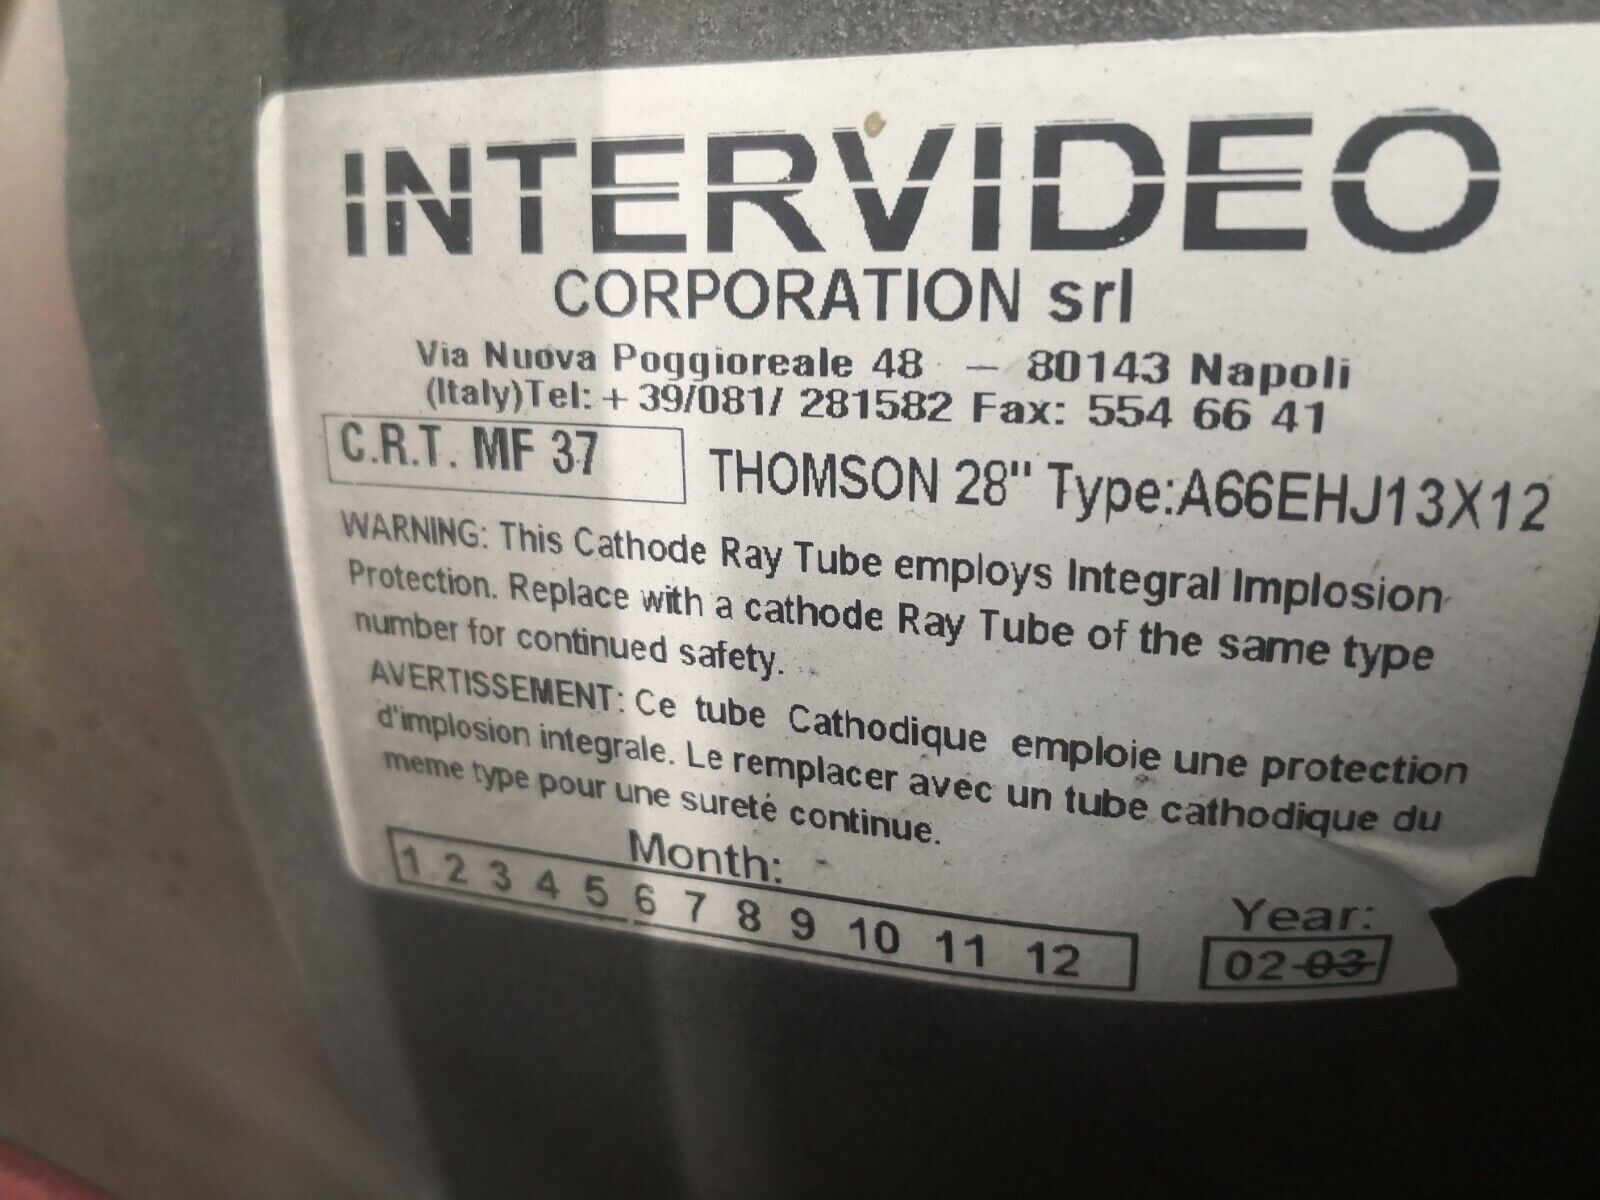 INTERVIDEO
CORPORATION srl
Via Nuova Poggioreale 48 – 80143 Napoli
(Italy)Tel: + 39/081/ 281582 Fax: 554 66 41
C.R.T. MF 37
THOMSON 28" Type:A66EHJ13X12
WARNING: This Cathode Ray Tube employs Integral Implosion
Protection. Replace with a cathode Ray Tube of the same type
number for continued safety.
AVERTISSEMENT: Ce tube Cathodique emploie une protection
d'implosion integrale. Le remplacer avec un tube cathodique du
meme type pour une sureté continue.
Month:
1 2 3 4 5 6 7 8 9 10 11 12
Year:
02-03